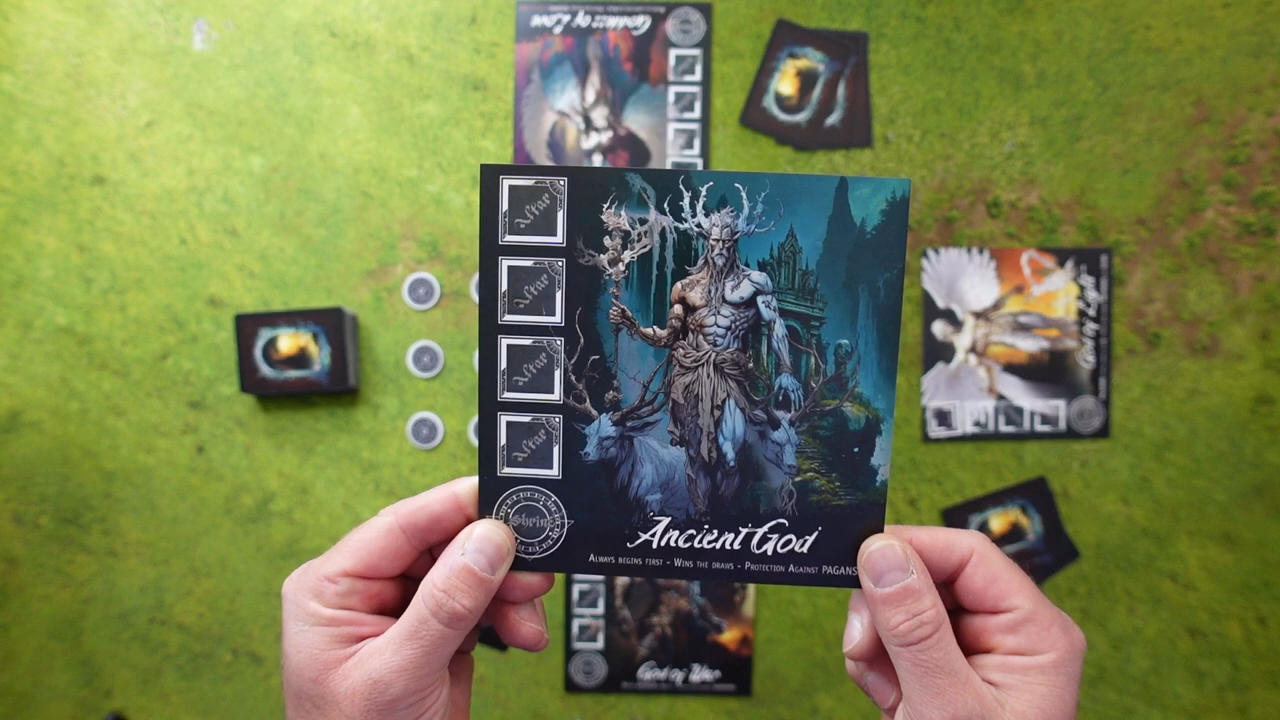 Goddess of Love
Altar
Altar
Altar
Altar
Shrine
Ancient God
Always begins first - Wins the draws - Protection Against PAGANS
God of Light
God of War